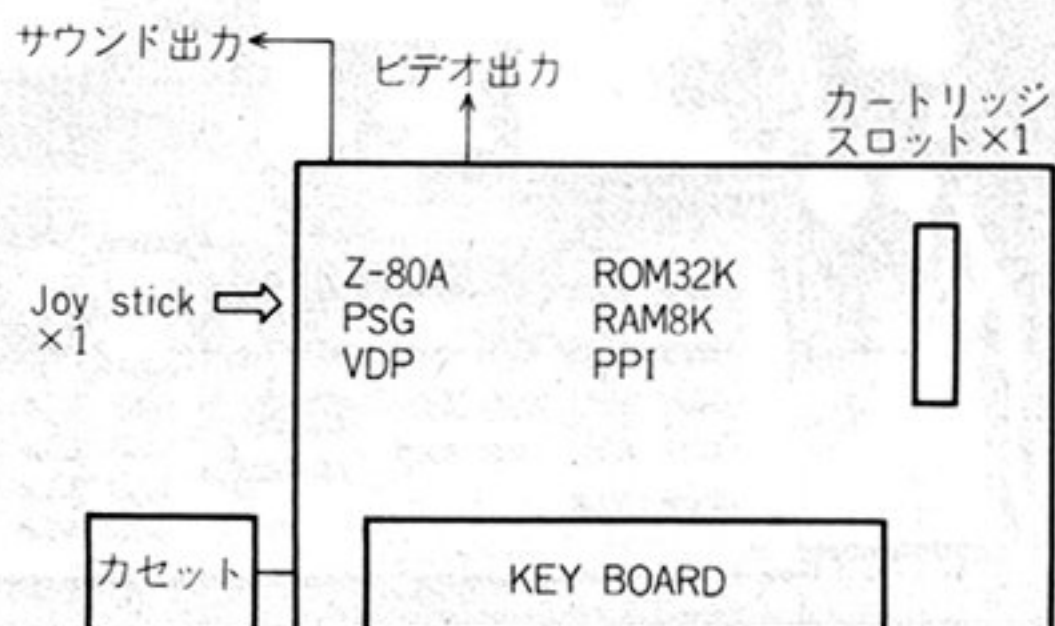 サウンド出力
ビデオ出力
カートリッジ
スロット×1
Joy stick
×1
Z-80A
PSG
VDP
ROM32K
RAM8K
PPI
カセット
KEY BOARD